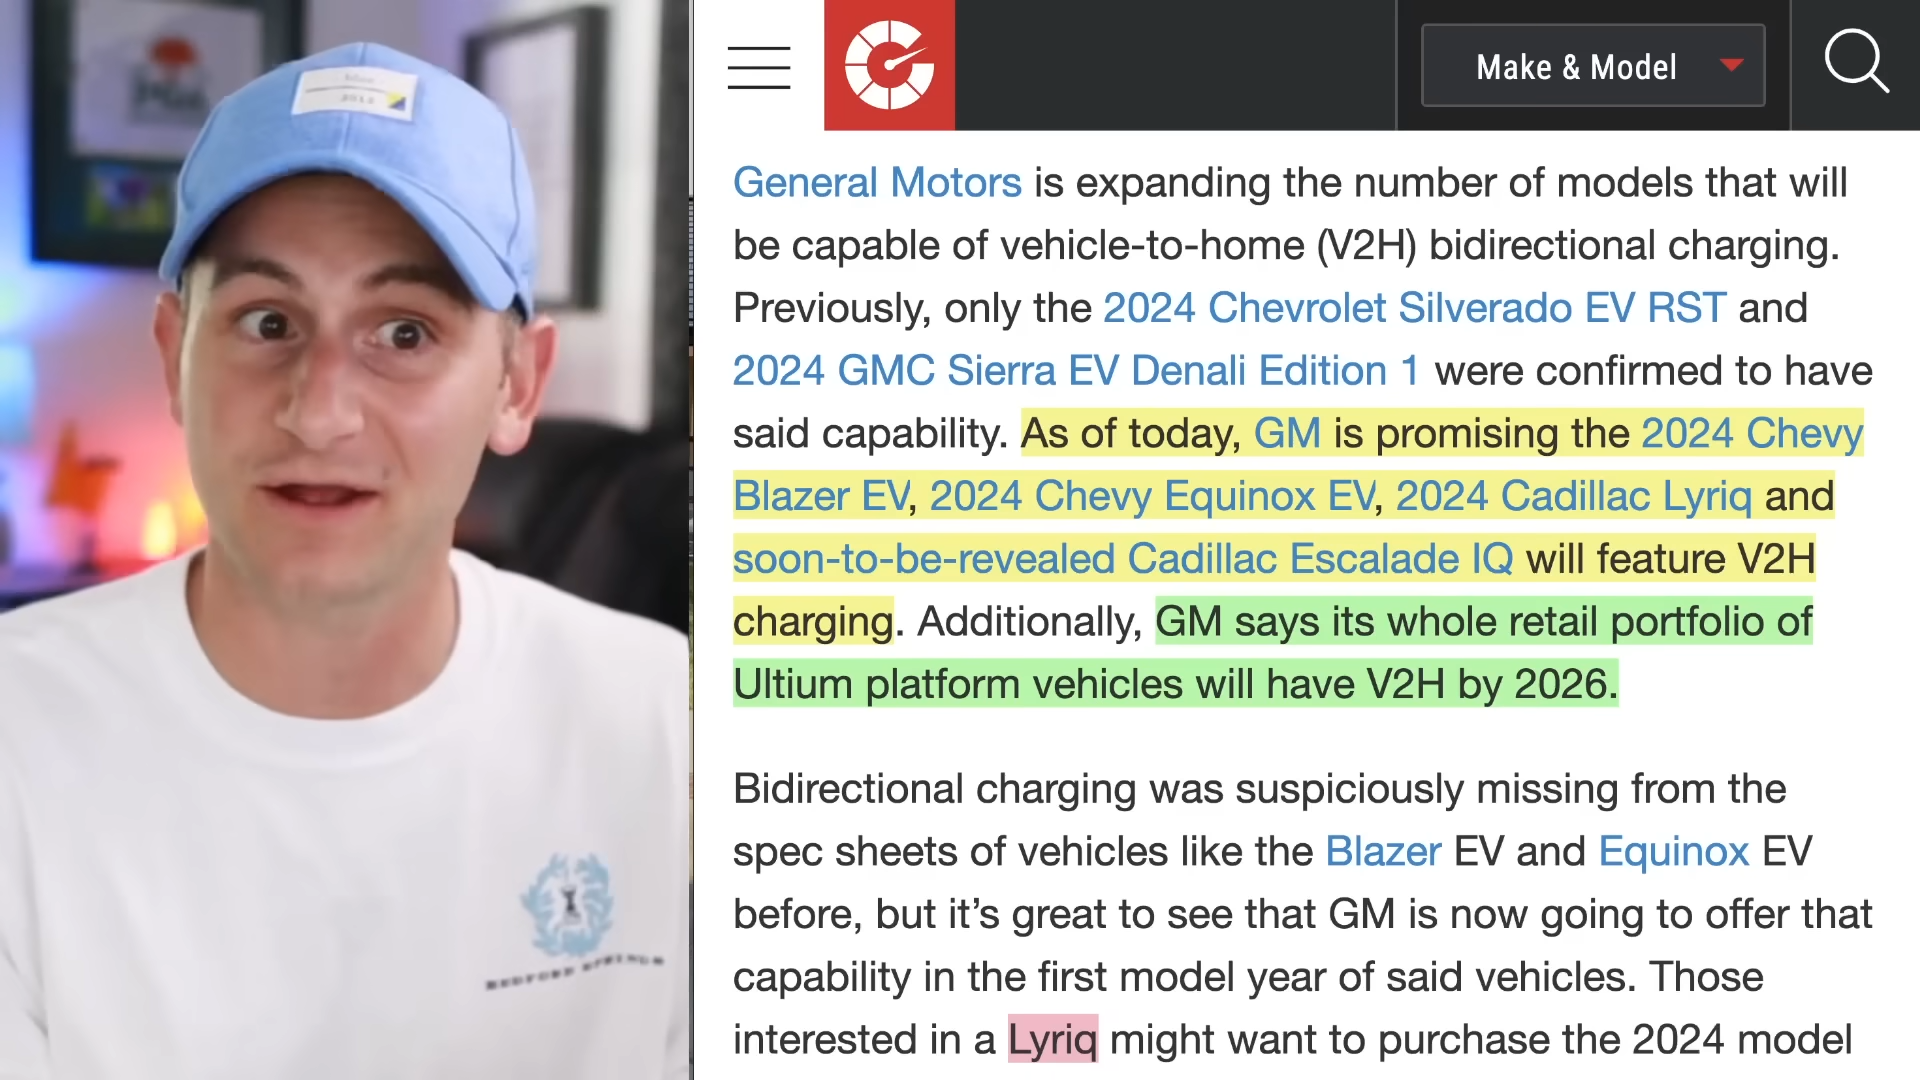 Make & Model
General Motors is expanding the number of models that will
be capable of vehicle-to-home (V2H) bidirectional charging.
Previously, only the 2024 Chevrolet Silverado EV RST and
2024 GMC Sierra EV Denali Edition 1 were confirmed to have
said capability. As of today, GM is promising the 2024 Chevy
Blazer EV, 2024 Chevy Equinox EV, 2024 Cadillac Lyriq and
soon-to-be-revealed Cadillac Escalade IQ will feature V2H
charging. Additionally, GM says its whole retail portfolio of
Ultium platform vehicles will have V2H by 2026.
Bidirectional charging was suspiciously missing from the
spec sheets of vehicles like the Blazer EV and Equinox EV
before, but it’s great to see that GM is now going to offer that
capability in the first model year of said vehicles. Those
interested in a Lyriq might want to purchase the 2024 model
BEDFORD SPRINGS